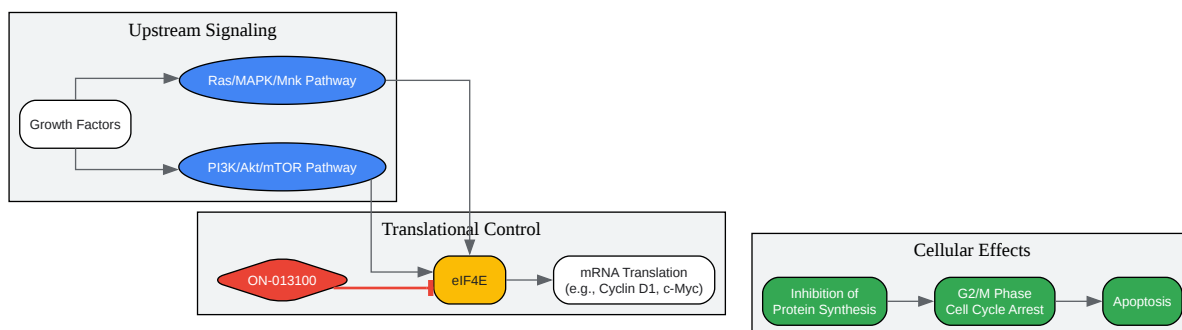 Upstream Signaling
Ras/MAPK/Mnk Pathway
Growth Factors
PI3K/Akt/mTOR Pathway
Translational Control
ON-013100
eIF4E
mRNA Translation
(e.g., Cyclin D1, c-Myc)
Cellular Effects
Inhibition of
Protein Synthesis
G2/M Phase
Cell Cycle Arrest
Apoptosis